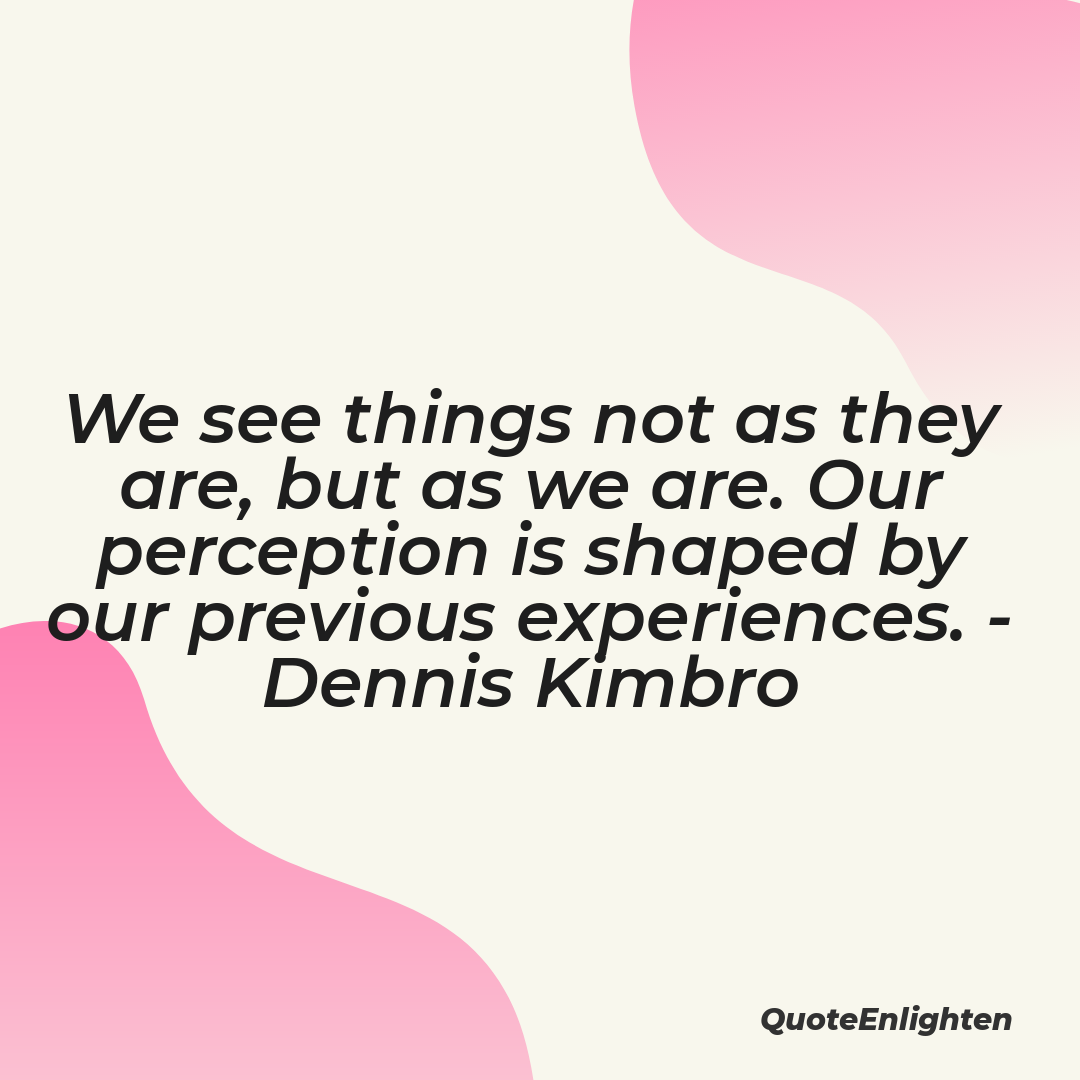 We see things not as they
are, but as we are. Our
perception is shaped by
our previous experiences. -
Dennis Kimbro
QuoteEnlighten